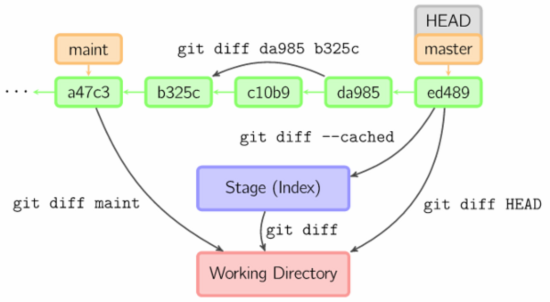 HEAD
maint
git diff da985 b325c
master
...
a47c3
b325c
c10b9
da985
ed489
git diff --cached
Stage (Index)
git diff maint
git diff HEAD
git diff
Working Directory